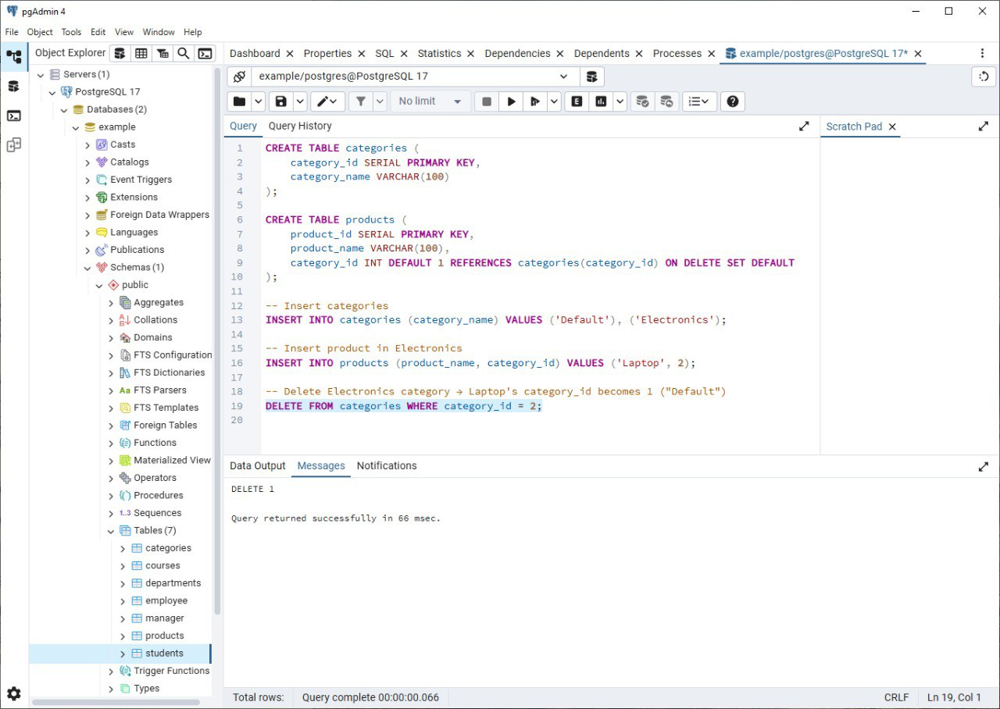 pgAdmin 4
File Object Tools Edit View Window Help
Object Explorer
Dashboard Properties SQL Statistics Dependencies Dependents Processes example/postgres@PostgreSQL 17*
Servers (1)
PostgreSQL 17
Databases (2)
example
Casts
Catalogs
Event Triggers
Extensions
Foreign Data Wrappers
Languages
Publications
Schemas (1)
public
Aggregates
Collations
Domains
FTS Configuration
FTS Dictionaries
Aa FTS Parsers
FTS Templates
Foreign Tables
Functions
Materialized View
Operators
Procedures
1..3 Sequences
Tables (7)
categories
courses
departments
employee
manager
products
students
Trigger Functions
Types
example/postgres@PostgreSQL 17
No limit
E
Query Query History
Scratch Pad
1 CREATE TABLE categories (
2 category_id SERIAL PRIMARY KEY,
3 category_name VARCHAR(100)
4 );
5
6 CREATE TABLE products (
7 product_id SERIAL PRIMARY KEY,
8 product_name VARCHAR(100),
9 category_id INT DEFAULT 1 REFERENCES categories(category_id) ON DELETE SET DEFAULT
10 );
11
12 -- Insert categories
13 INSERT INTO categories (category_name) VALUES ('Default'), ('Electronics');
14
15 -- Insert product in Electronics
16 INSERT INTO products (product_name, category_id) VALUES ('Laptop', 2);
17
18 -- Delete Electronics category → Laptop's category_id becomes 1 ("Default")
19 DELETE FROM categories WHERE category_id = 2;
20
Data Output Messages Notifications
DELETE 1
Query returned successfully in 66 msec.
Total rows: Query complete 00:00:00.066 CRLF Ln 19, Col 1